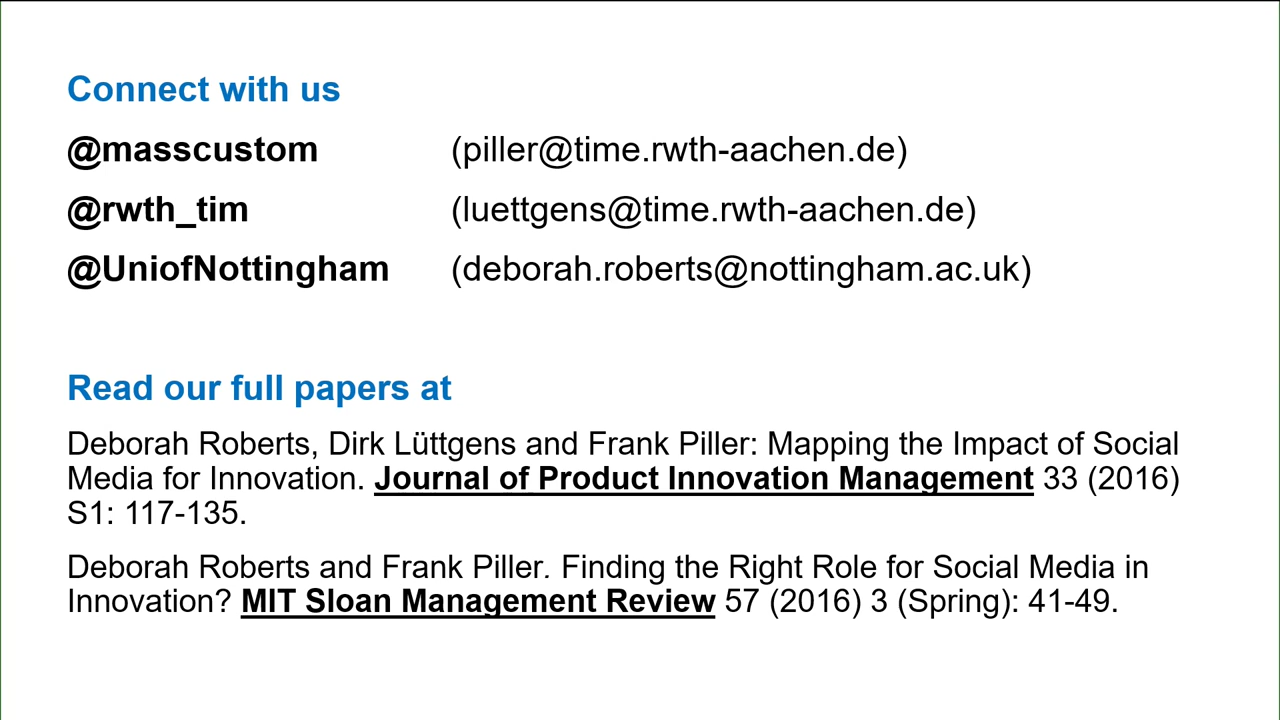 Connect with us
@masscustom (piller@time.rwth-aachen.de)
@rwth_tim (luettgens@time.rwth-aachen.de)
@UniofNottingham (deborah.roberts@nottingham.ac.uk)
Read our full papers at
Deborah Roberts, Dirk Lüttgens and Frank Piller: Mapping the Impact of Social
Media for Innovation. Journal of Product Innovation Management 33 (2016)
S1: 117-135.
Deborah Roberts and Frank Piller. Finding the Right Role for Social Media in
Innovation? MIT Sloan Management Review 57 (2016) 3 (Spring): 41-49.